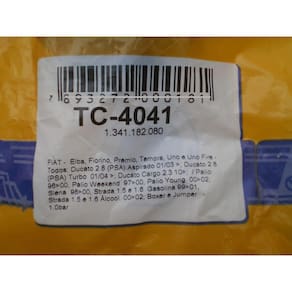 7 893272 000181
TC-4041
1.341.182.080
FIAT - Elba, Fiorino, Premio, Tempra, Uno e Uno Fire -
Todos, Ducato 2.8 (PSA) Aspirado 01/03 >, Ducato 2.8
(PSA) Turbo 01/04 >, Ducato Cargo 2.3 10>. / Palio
96>00, Palio Weekend 97>00, Palio Young 00>02,
Siena 98>00, Strada 1.5 e 1.6 Gasolina 99>01,
Strada 1.5 e 1.6 Álcool 00>02, Boxer e Jumper
1.0bar